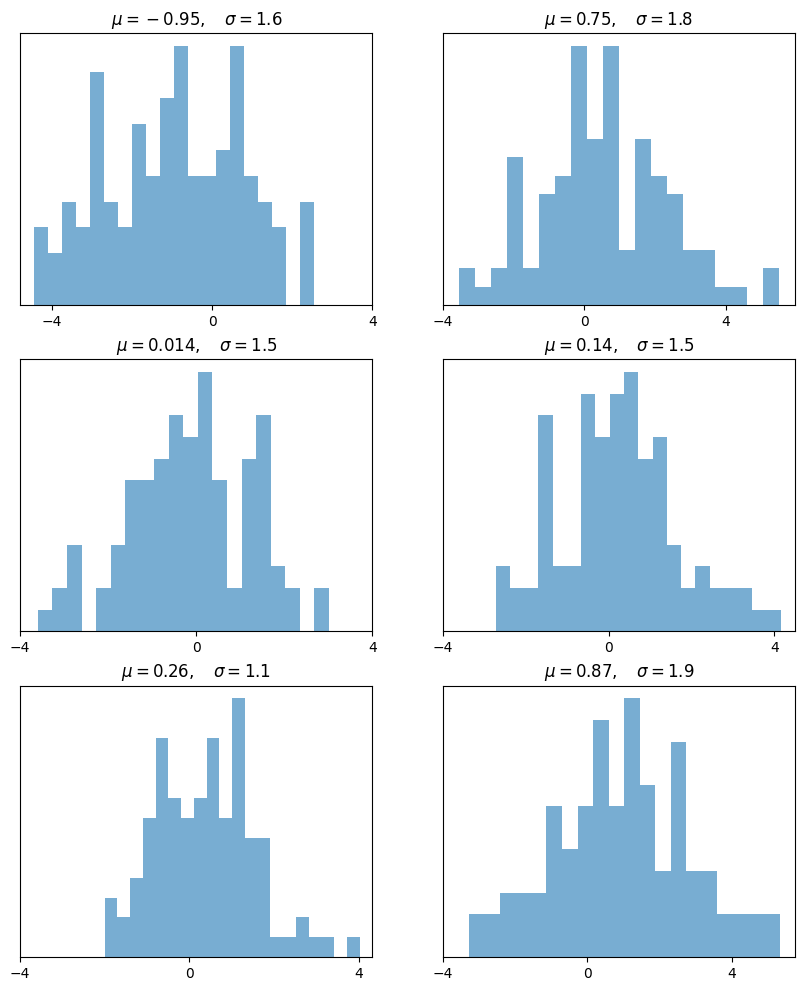 μ = −0.95, σ = 1.6
−4 0 4
μ = 0.75, σ = 1.8
−4 0 4
μ = 0.014, σ = 1.5
−4 0 4
μ = 0.14, σ = 1.5
−4 0 4
μ = 0.26, σ = 1.1
−4 0 4
μ = 0.87, σ = 1.9
−4 0 4